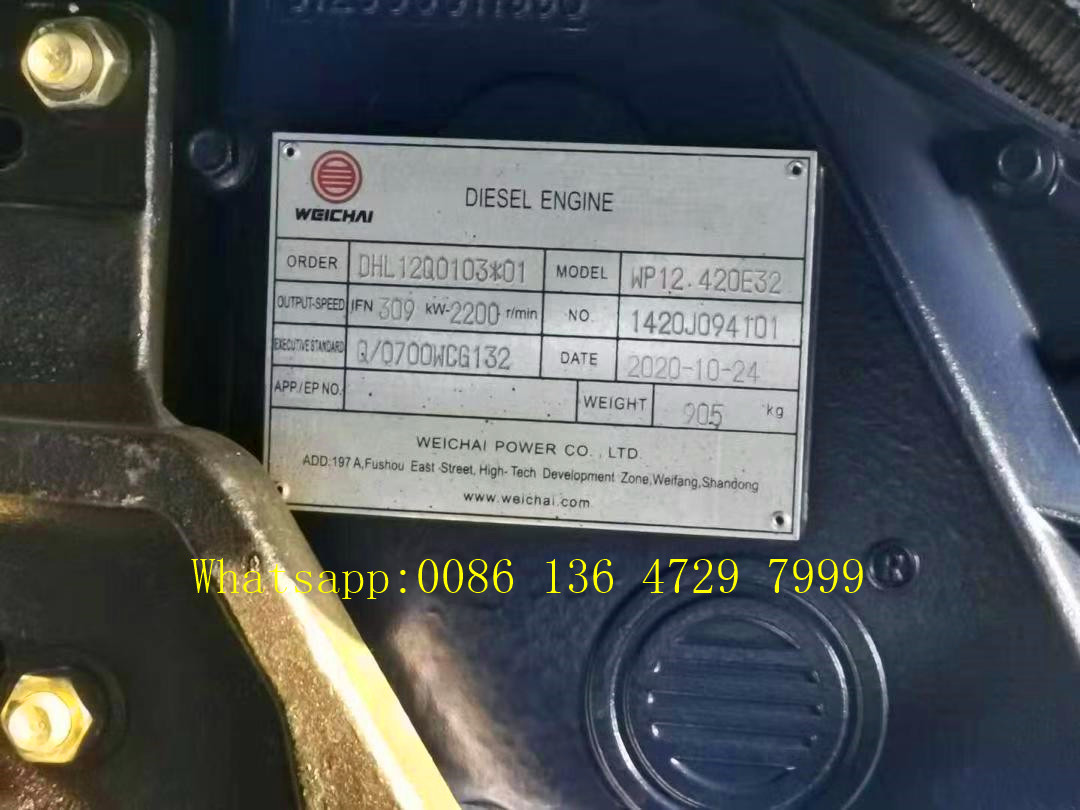 WEICHAI
DIESEL ENGINE
ORDER DHL12Q0103*01 MODEL WP12.420E32
OUTPUT-SPEED IFN 309 kW-2200 r/min NO. 1420J094101
EXECUTIVE STANDARD Q/0700WCG132 DATE 2020-10-24
APP/EP NO. WEIGHT 905 kg
WEICHAI POWER CO., LTD.
ADD:197 A,Fushou East Street, High-Tech Development Zone,Weifang,Shandong
www.weichai.com
Whatsapp:0086 136 4729 7999
R